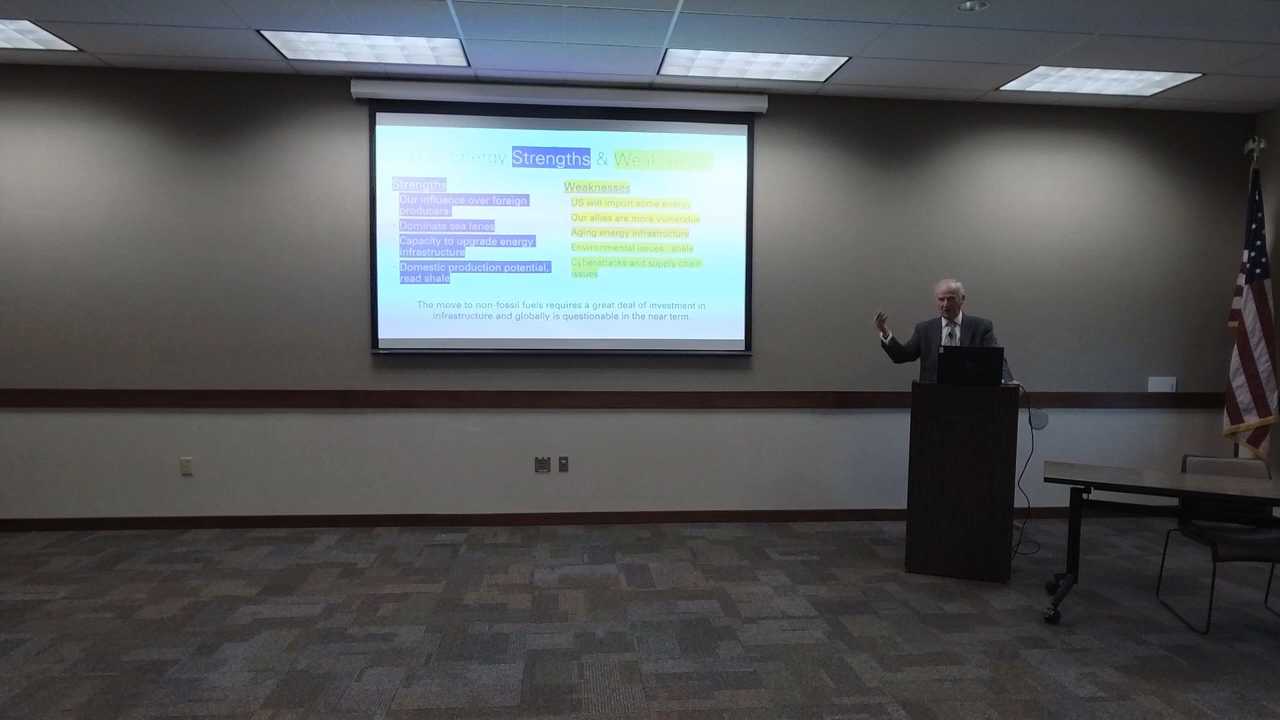 U.S. Energy Strengths & Weaknesses
Strengths
Our influence over foreign
producers
Dominate sea lanes
Capacity to upgrade energy
infrastructure
Domestic production potential,
read shale
Weaknesses
US will import some energy
Our allies are more vulnerable
Aging energy infrastructure
Environmental issues : shale
Cyberattacks and supply chain
issues
The move to non-fossil fuels requires a great deal of investment in
infrastructure and globally is questionable in the near term.